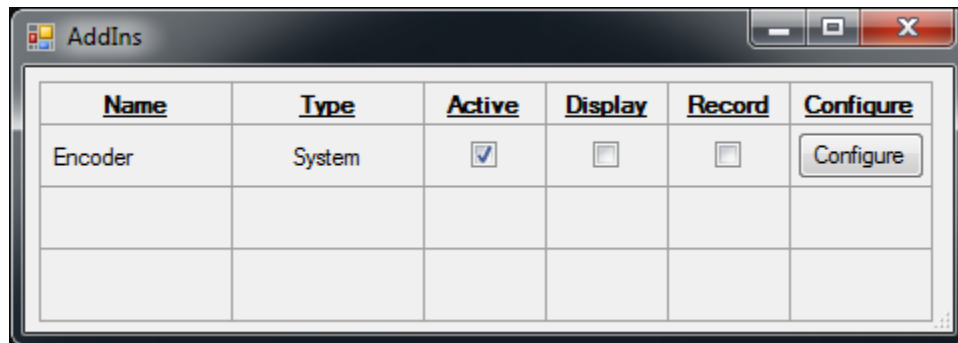 AddIns
Name Type Active Display Record Configure
Encoder System Configure